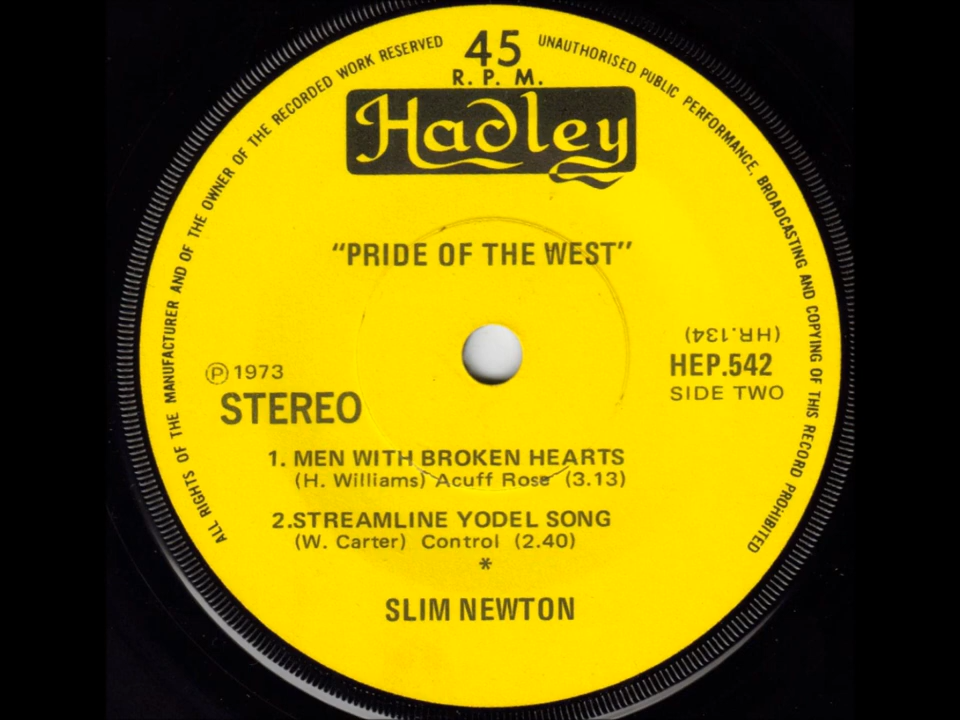 ALL RIGHTS OF THE MANUFACTURER AND OF THE OWNER OF THE RECORDED WORK RESERVED
45
R. P. M.
UNAUTHORISED PUBLIC PERFORMANCE, BROADCASTING AND COPYING OF THIS RECORD PROHIBITED
Hadley
"PRIDE OF THE WEST"
(HR.134)
HEP.542
SIDE TWO
Ⓟ 1973
STEREO
1. MEN WITH BROKEN HEARTS
(H. Williams) Acuff Rose (3.13)
2.STREAMLINE YODEL SONG
(W. Carter) Control (2.40)
*
SLIM NEWTON